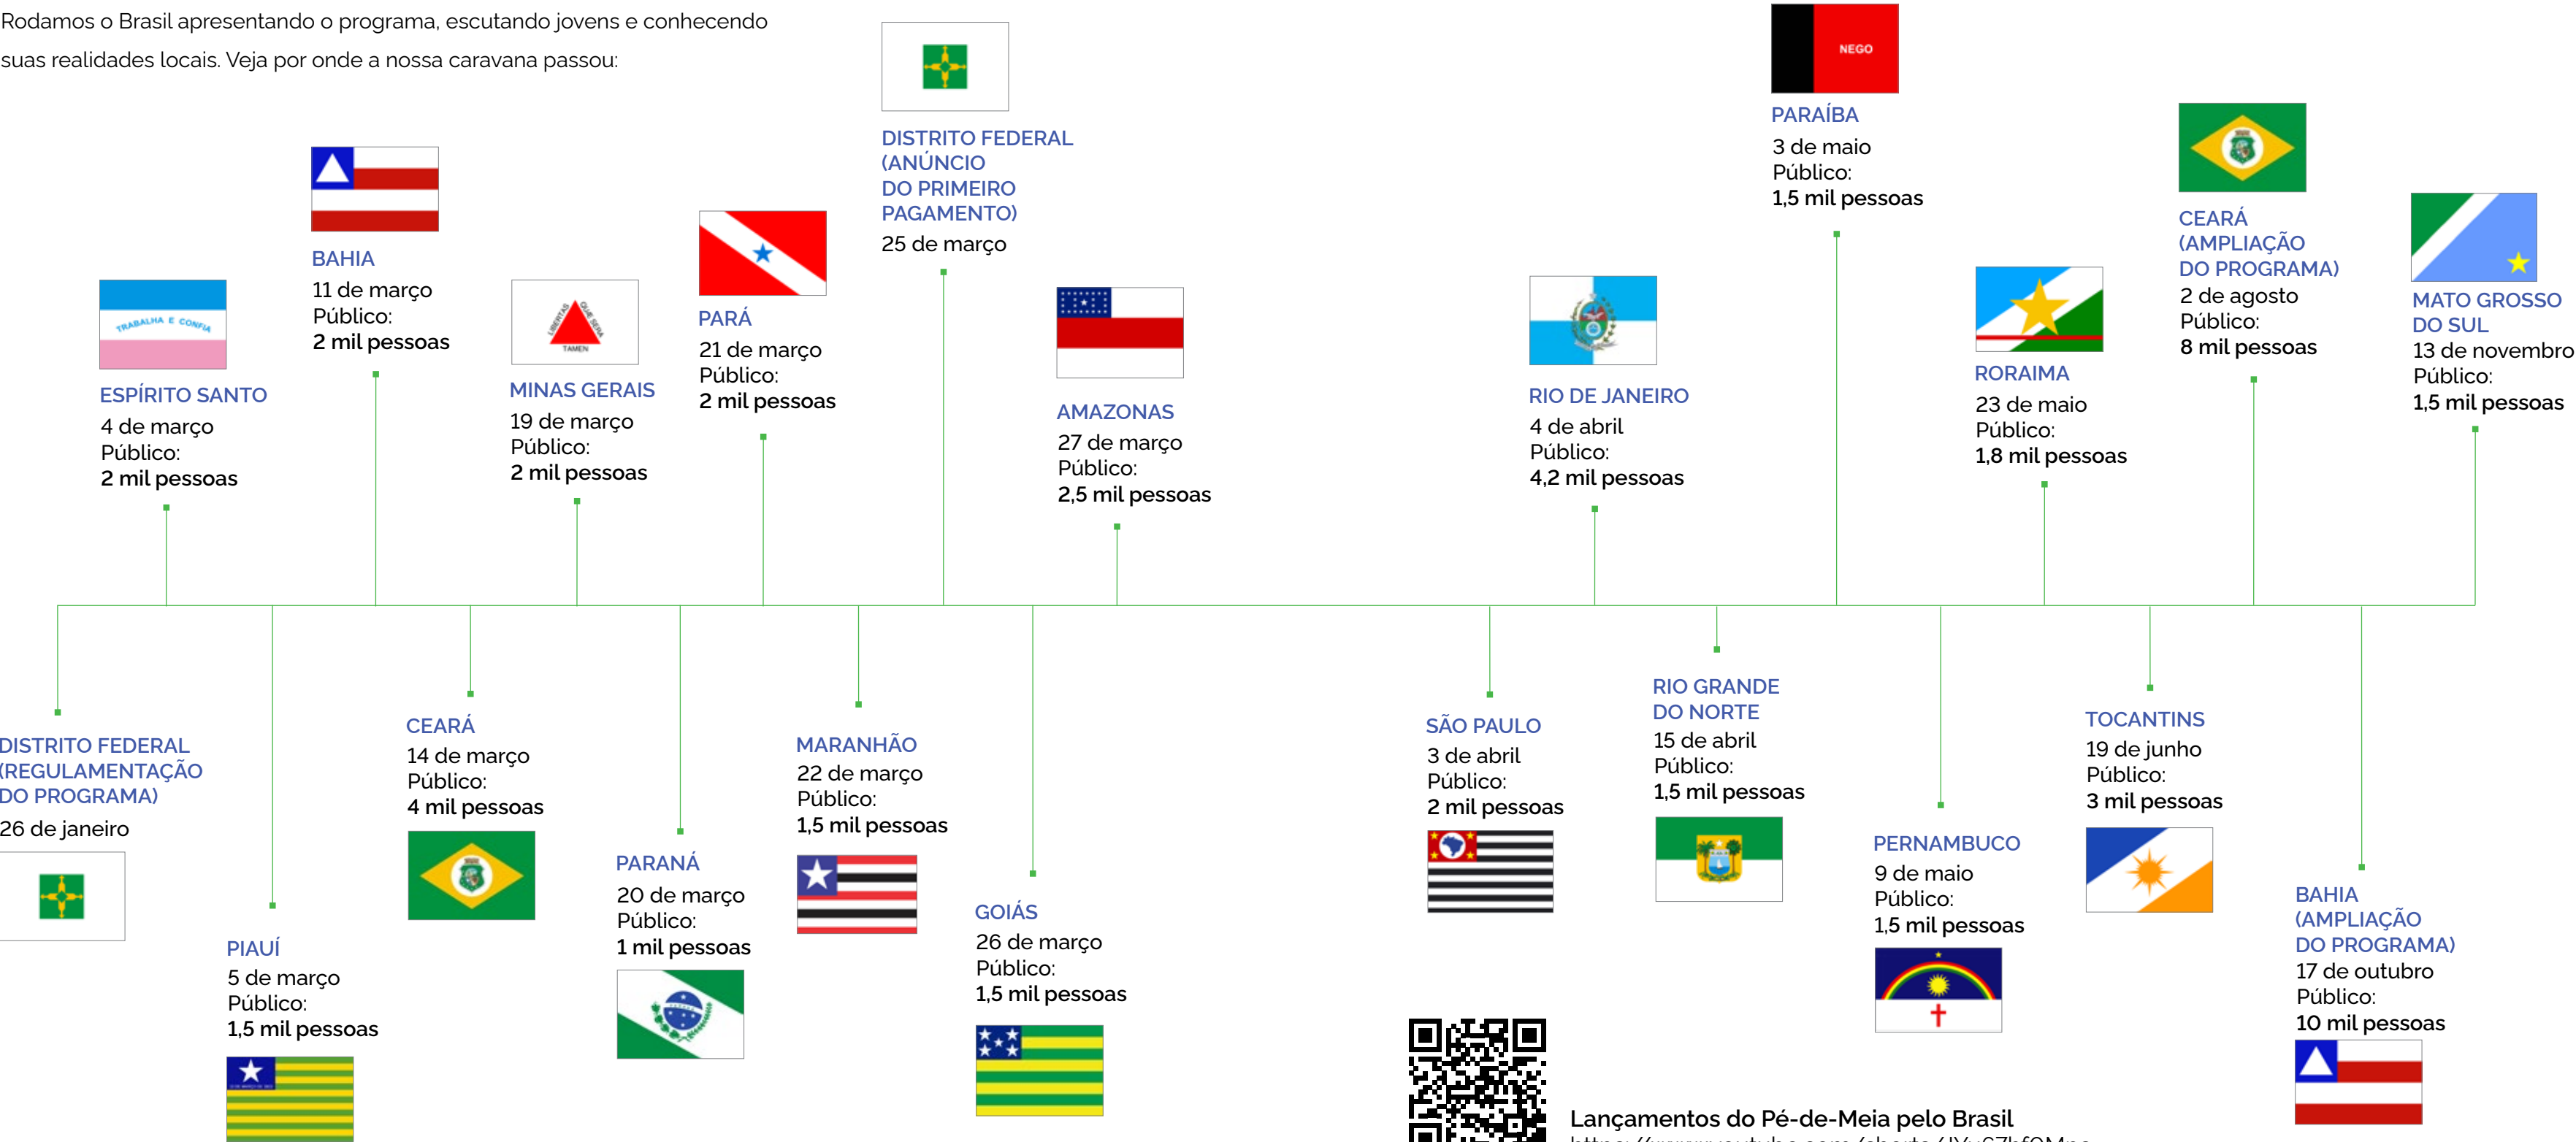 Rodamos o Brasil apresentando o programa, escutando jovens e conhecendo
suas realidades locais. Veja por onde a nossa caravana passou:
DISTRITO FEDERAL
(REGULAMENTAÇÃO
DO PROGRAMA)
26 de janeiro
TRABALHA E CONFIA
ESPÍRITO SANTO
4 de março
Público:
2 mil pessoas
PIAUÍ
5 de março
Público:
1,5 mil pessoas
BAHIA
11 de março
Público:
2 mil pessoas
CEARÁ
14 de março
Público:
4 mil pessoas
LIBERTAS QUE SERA
TAMEN
MINAS GERAIS
19 de março
Público:
2 mil pessoas
PARANÁ
20 de março
Público:
1 mil pessoas
PARÁ
21 de março
Público:
2 mil pessoas
MARANHÃO
22 de março
Público:
1,5 mil pessoas
DISTRITO FEDERAL
(ANÚNCIO
DO PRIMEIRO
PAGAMENTO)
25 de março
GOIÁS
26 de março
Público:
1,5 mil pessoas
AMAZONAS
27 de março
Público:
2,5 mil pessoas
SÃO PAULO
3 de abril
Público:
2 mil pessoas
RIO DE JANEIRO
4 de abril
Público:
4,2 mil pessoas
RIO GRANDE
DO NORTE
15 de abril
Público:
1,5 mil pessoas
NEGO
PARAÍBA
3 de maio
Público:
1,5 mil pessoas
PERNAMBUCO
9 de maio
Público:
1,5 mil pessoas
RORAIMA
23 de maio
Público:
1,8 mil pessoas
TOCANTINS
19 de junho
Público:
3 mil pessoas
CEARÁ
(AMPLIAÇÃO
DO PROGRAMA)
2 de agosto
Público:
8 mil pessoas
BAHIA
(AMPLIAÇÃO
DO PROGRAMA)
17 de outubro
Público:
10 mil pessoas
MATO GROSSO
DO SUL
13 de novembro
Público:
1,5 mil pessoas
Lançamentos do Pé-de-Meia pelo Brasil